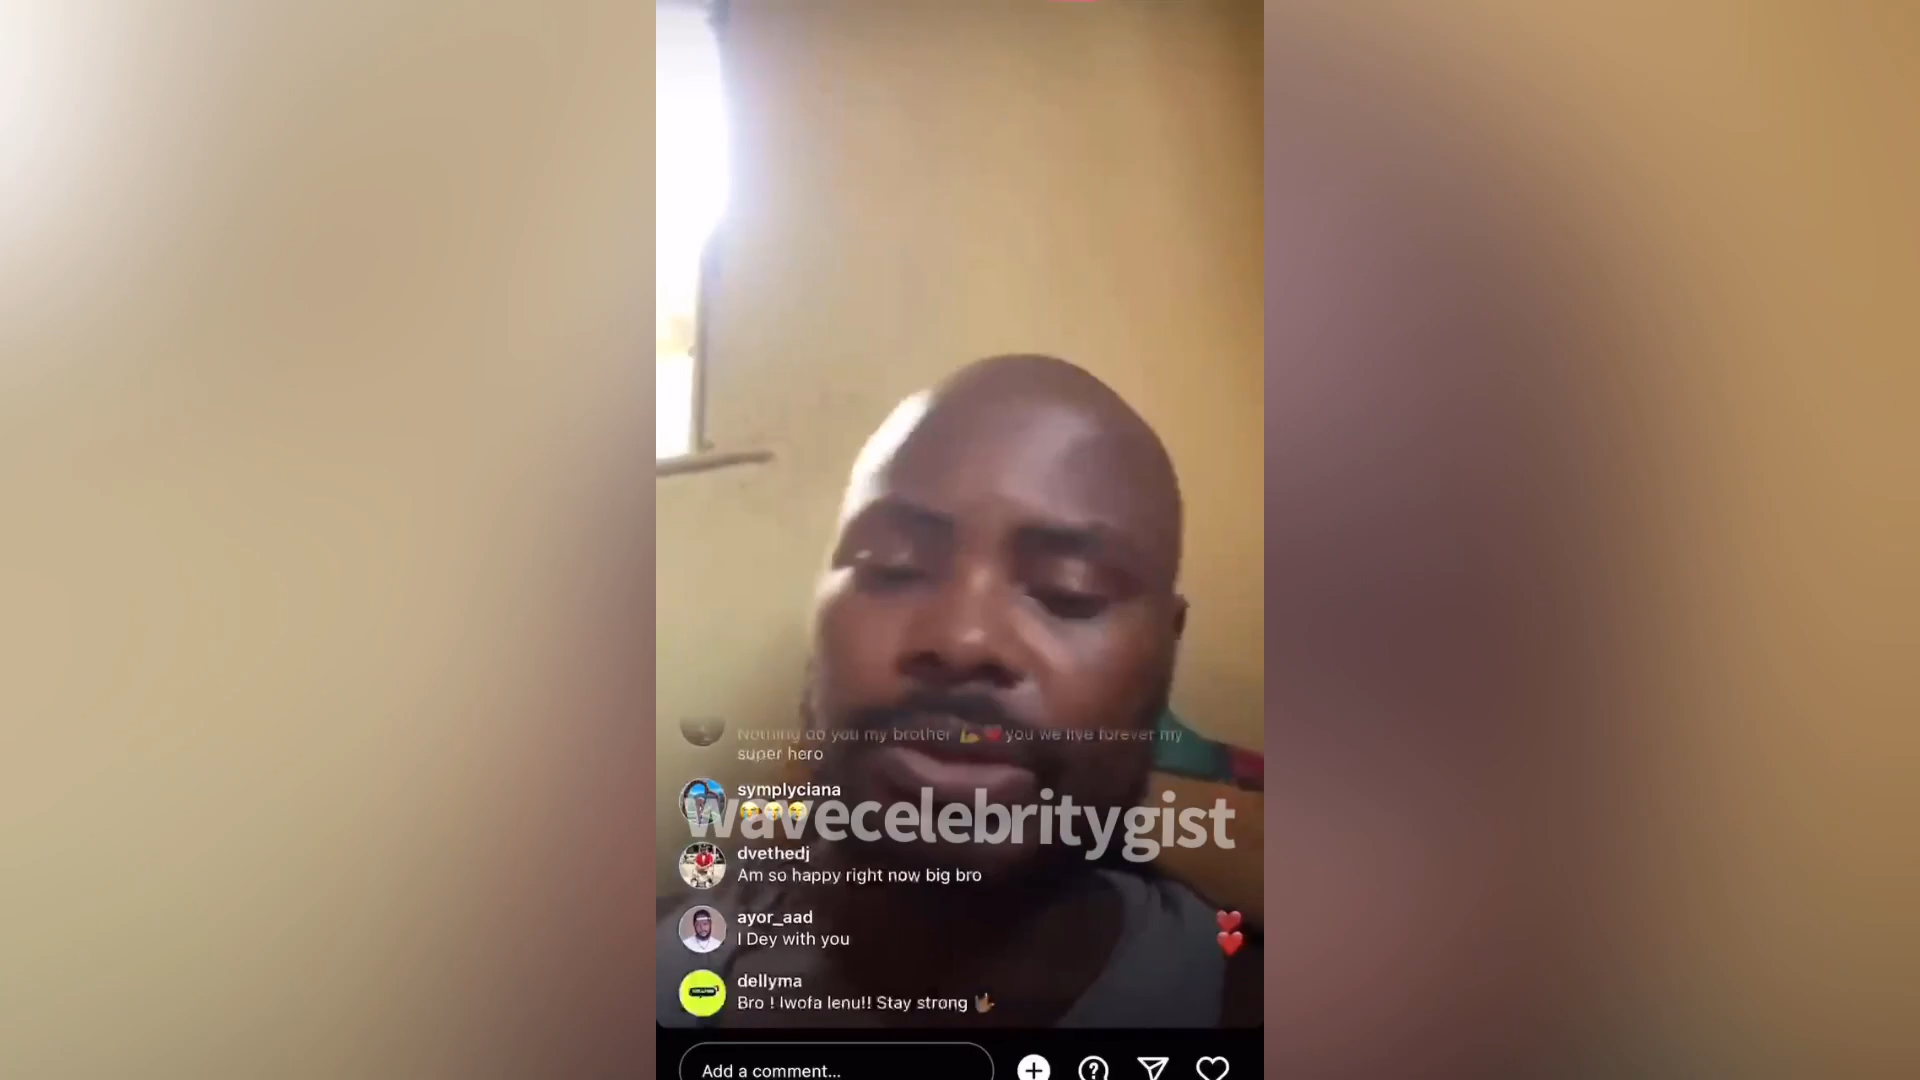 Nothing do you my brother 💪❤️ you we live forever my
super hero
symplyciana
😭😭😭
wavecelebritygist
dvethedj
Am so happy right now big bro
ayor_aad
I Dey with you
dellyma
Bro ! Iwofa lenu!! Stay strong 🤟🏾
Add a comment...